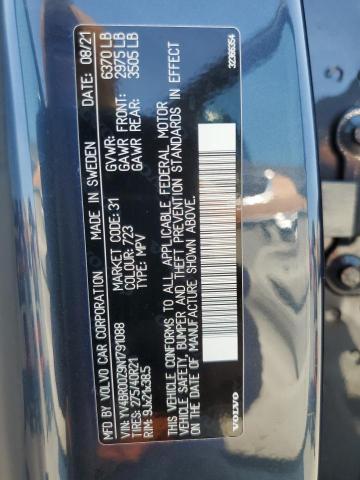 MFD. BY VOLVO CAR CORPORATION MADE IN SWEDEN DATE: 08/21
VIN: YV4BR00Z9N1791088 MARKET CODE: 31 GVWR: 6370 LB
TIRES: 275/40R21 COLOUR: 723 GAWR FRONT: 2975 LB
RIM: 9Jx21x38.5 TYPE: MPV GAWR REAR: 3505 LB
THIS VEHICLE CONFORMS TO ALL APPLICABLE FEDERAL MOTOR
VEHICLE SAFETY, BUMPER AND THEFT PREVENTION STANDARDS IN EFFECT
ON THE DATE OF MANUFACTURE SHOWN ABOVE.
VOLVO
32366354